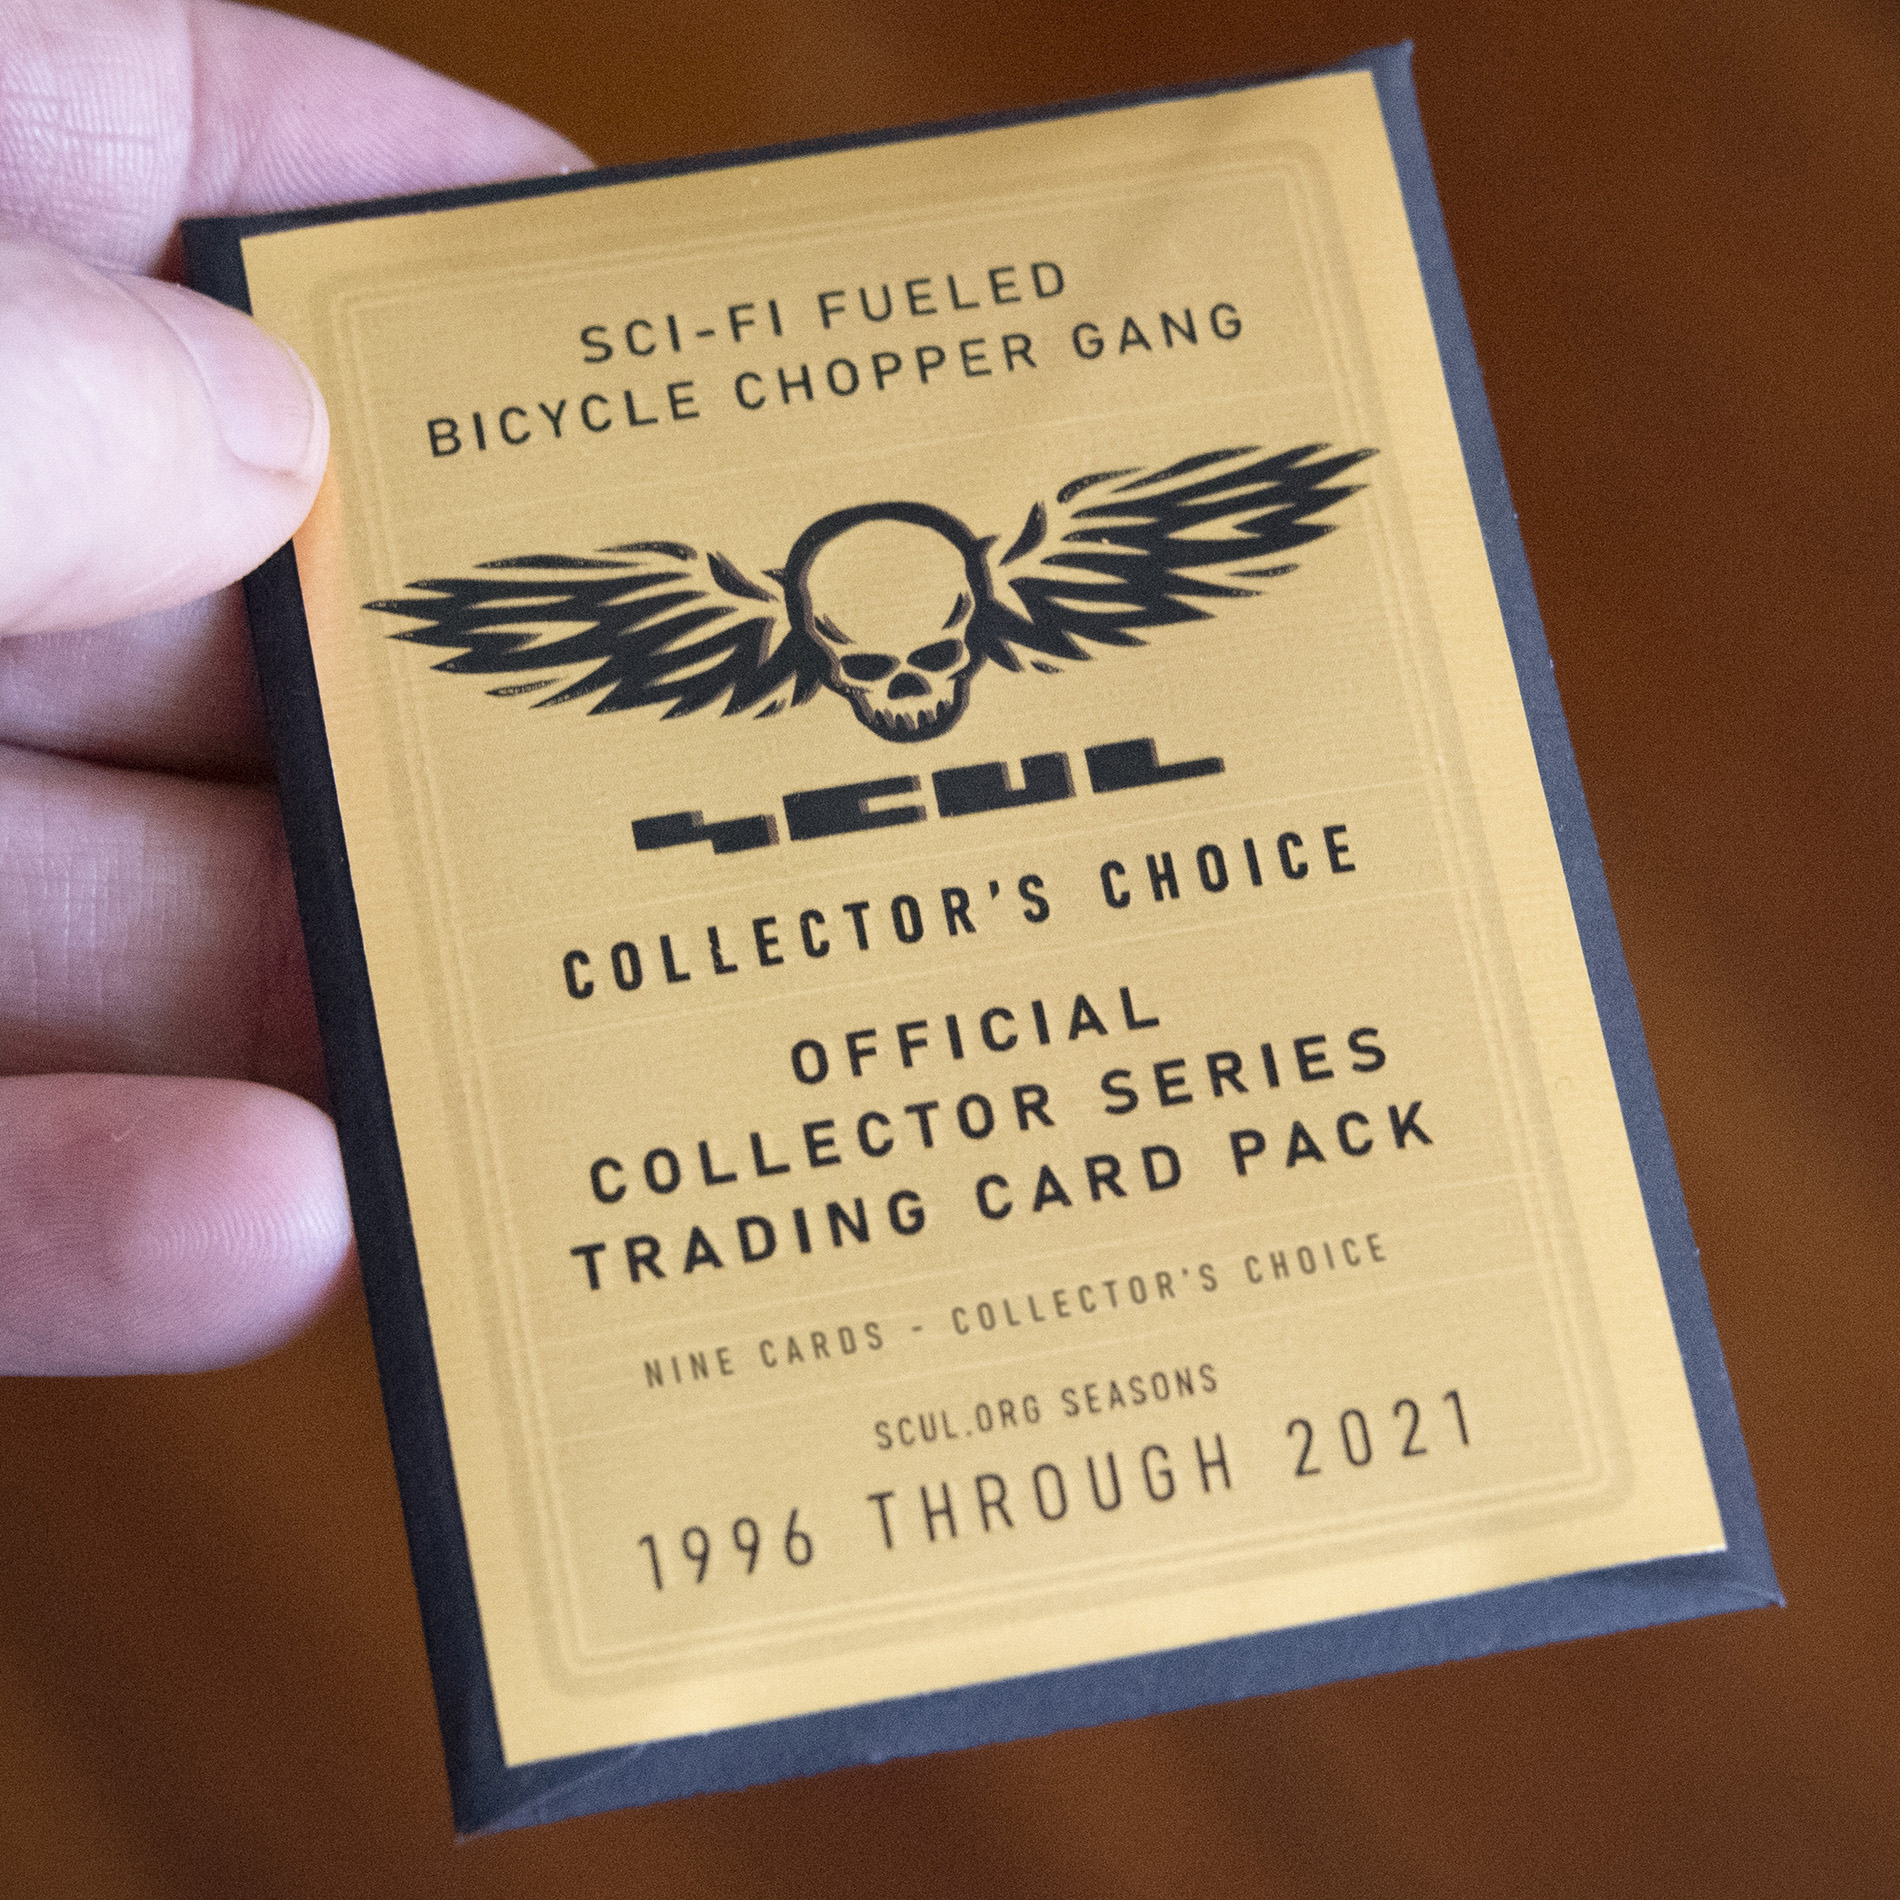 SCI-FI FUELED
BICYCLE CHOPPER GANG
SCUL
COLLECTOR'S CHOICE
OFFICIAL
COLLECTOR SERIES
TRADING CARD PACK
NINE CARDS - COLLECTOR'S CHOICE
SCUL.ORG SEASONS
1996 THROUGH 2021